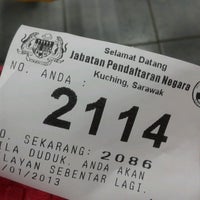 Selamat Datang
Jabatan Pendaftaran Negara
Kuching, Sarawak
NO. ANDA :
2114
NO. SEKARANG: 2086
SILA DUDUK. ANDA AKAN
LAYAN SEBENTAR LAGI.
/01/2013